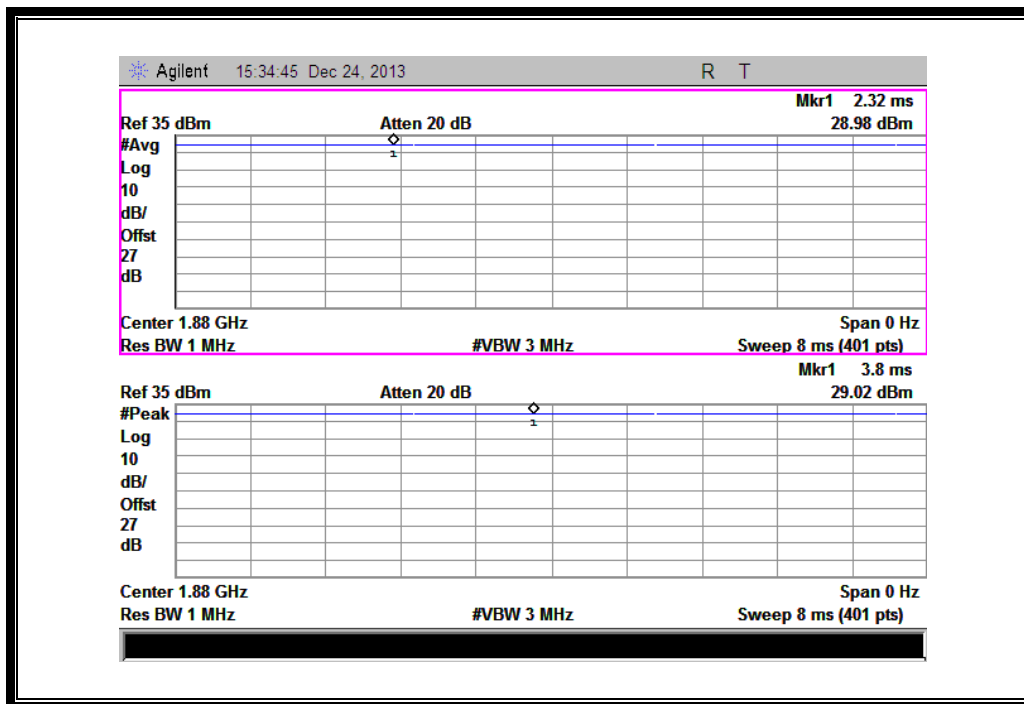 Agilent 15:34:45 Dec 24, 2013 R T
Mkr1 2.32 ms
Ref 35 dBm Atten 20 dB 28.98 dBm
#Avg
1
Log
10
dB/
Offst
27
dB
Center 1.88 GHz Span 0 Hz
Res BW 1 MHz #VBW 3 MHz Sweep 8 ms (401 pts)
Mkr1 3.8 ms
Ref 35 dBm Atten 20 dB 29.02 dBm
#Peak
1
Log
10
dB/
Offst
27
dB
Center 1.88 GHz Span 0 Hz
Res BW 1 MHz #VBW 3 MHz Sweep 8 ms (401 pts)